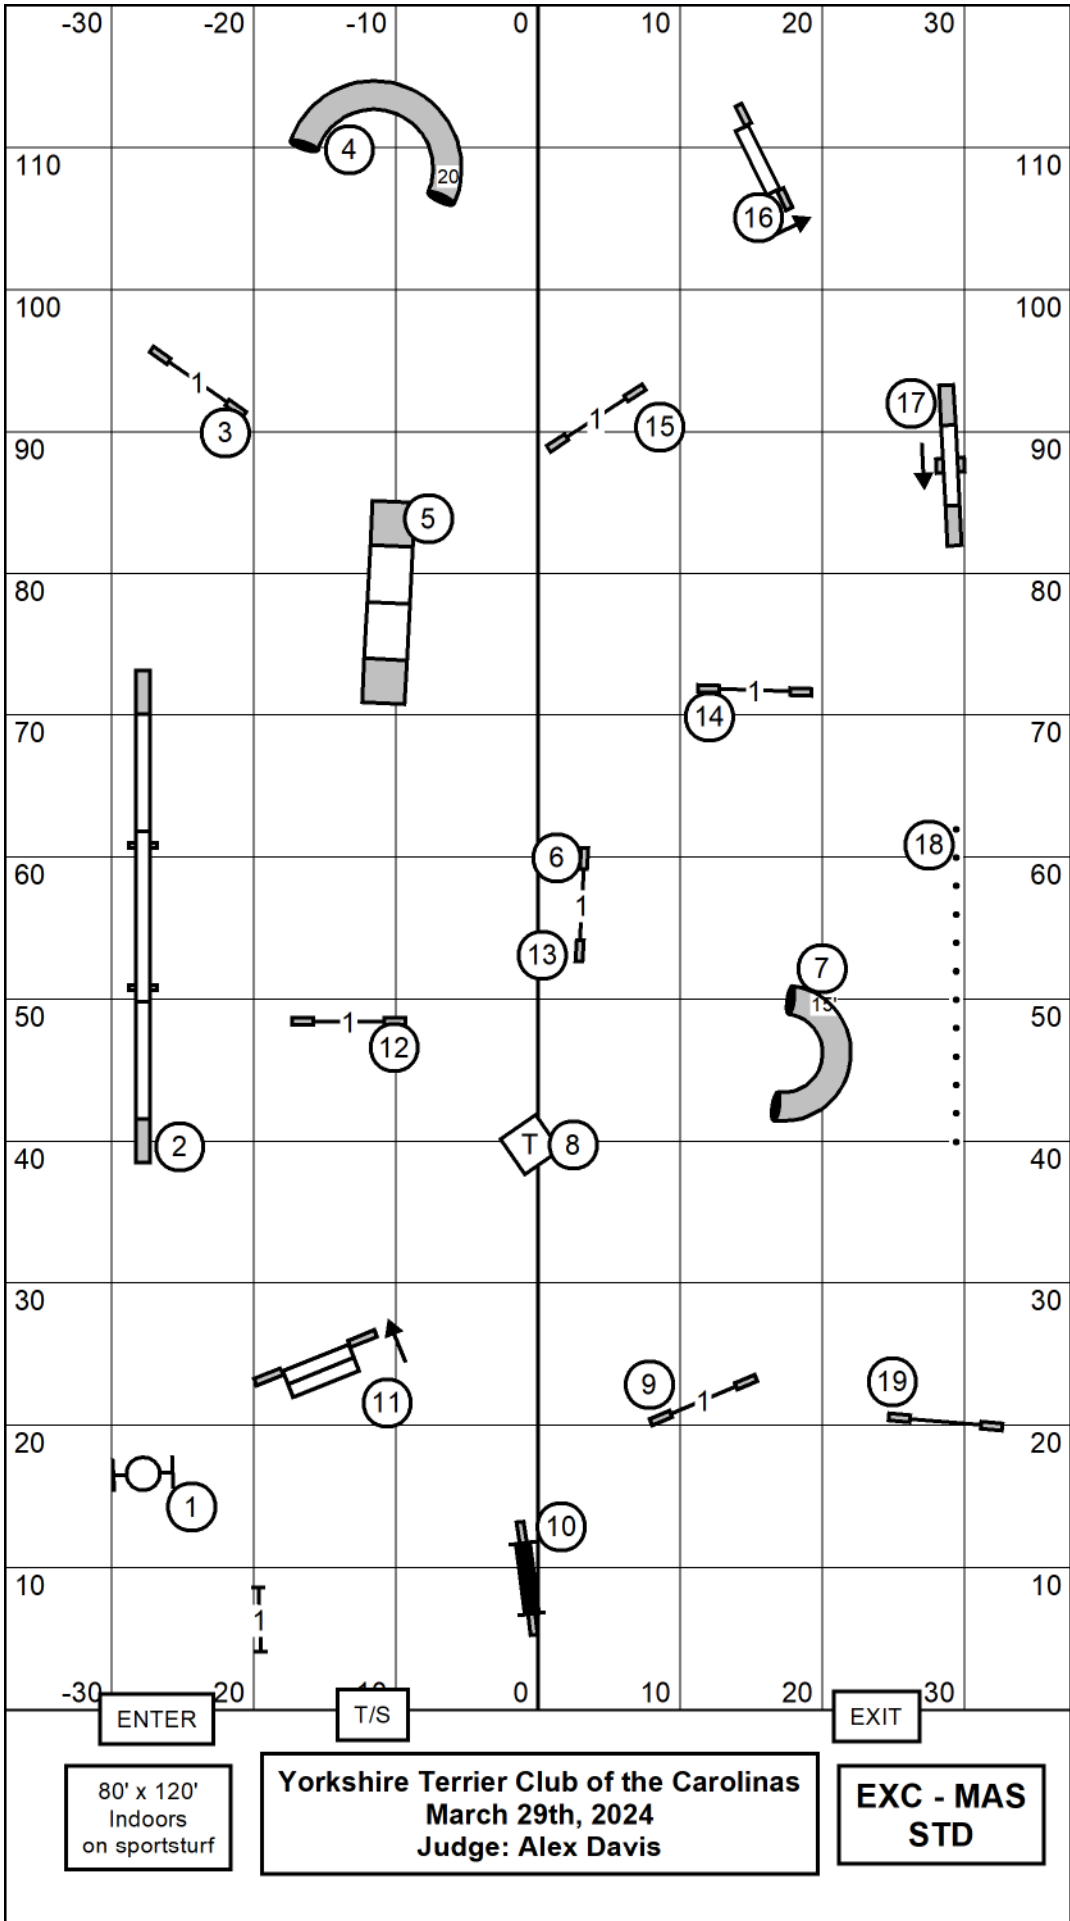 -30 -20 -10 0 10 20 30
110 4 20 16 110
100 100
1 3 1 15 17
90 90
5
80 80
1 14
70 70
6 18
60 60
1
13
7
50 15' 50
1 12
40 2 T 8 40
30 30
11 9 1 19
20 20
1
10
10 10
1
-30 20 10 0 10 20 30
ENTER T/S EXIT
80' x 120'
Indoors
on sportsturf
Yorkshire Terrier Club of the Carolinas
March 29th, 2024
Judge: Alex Davis
EXC - MAS
STD